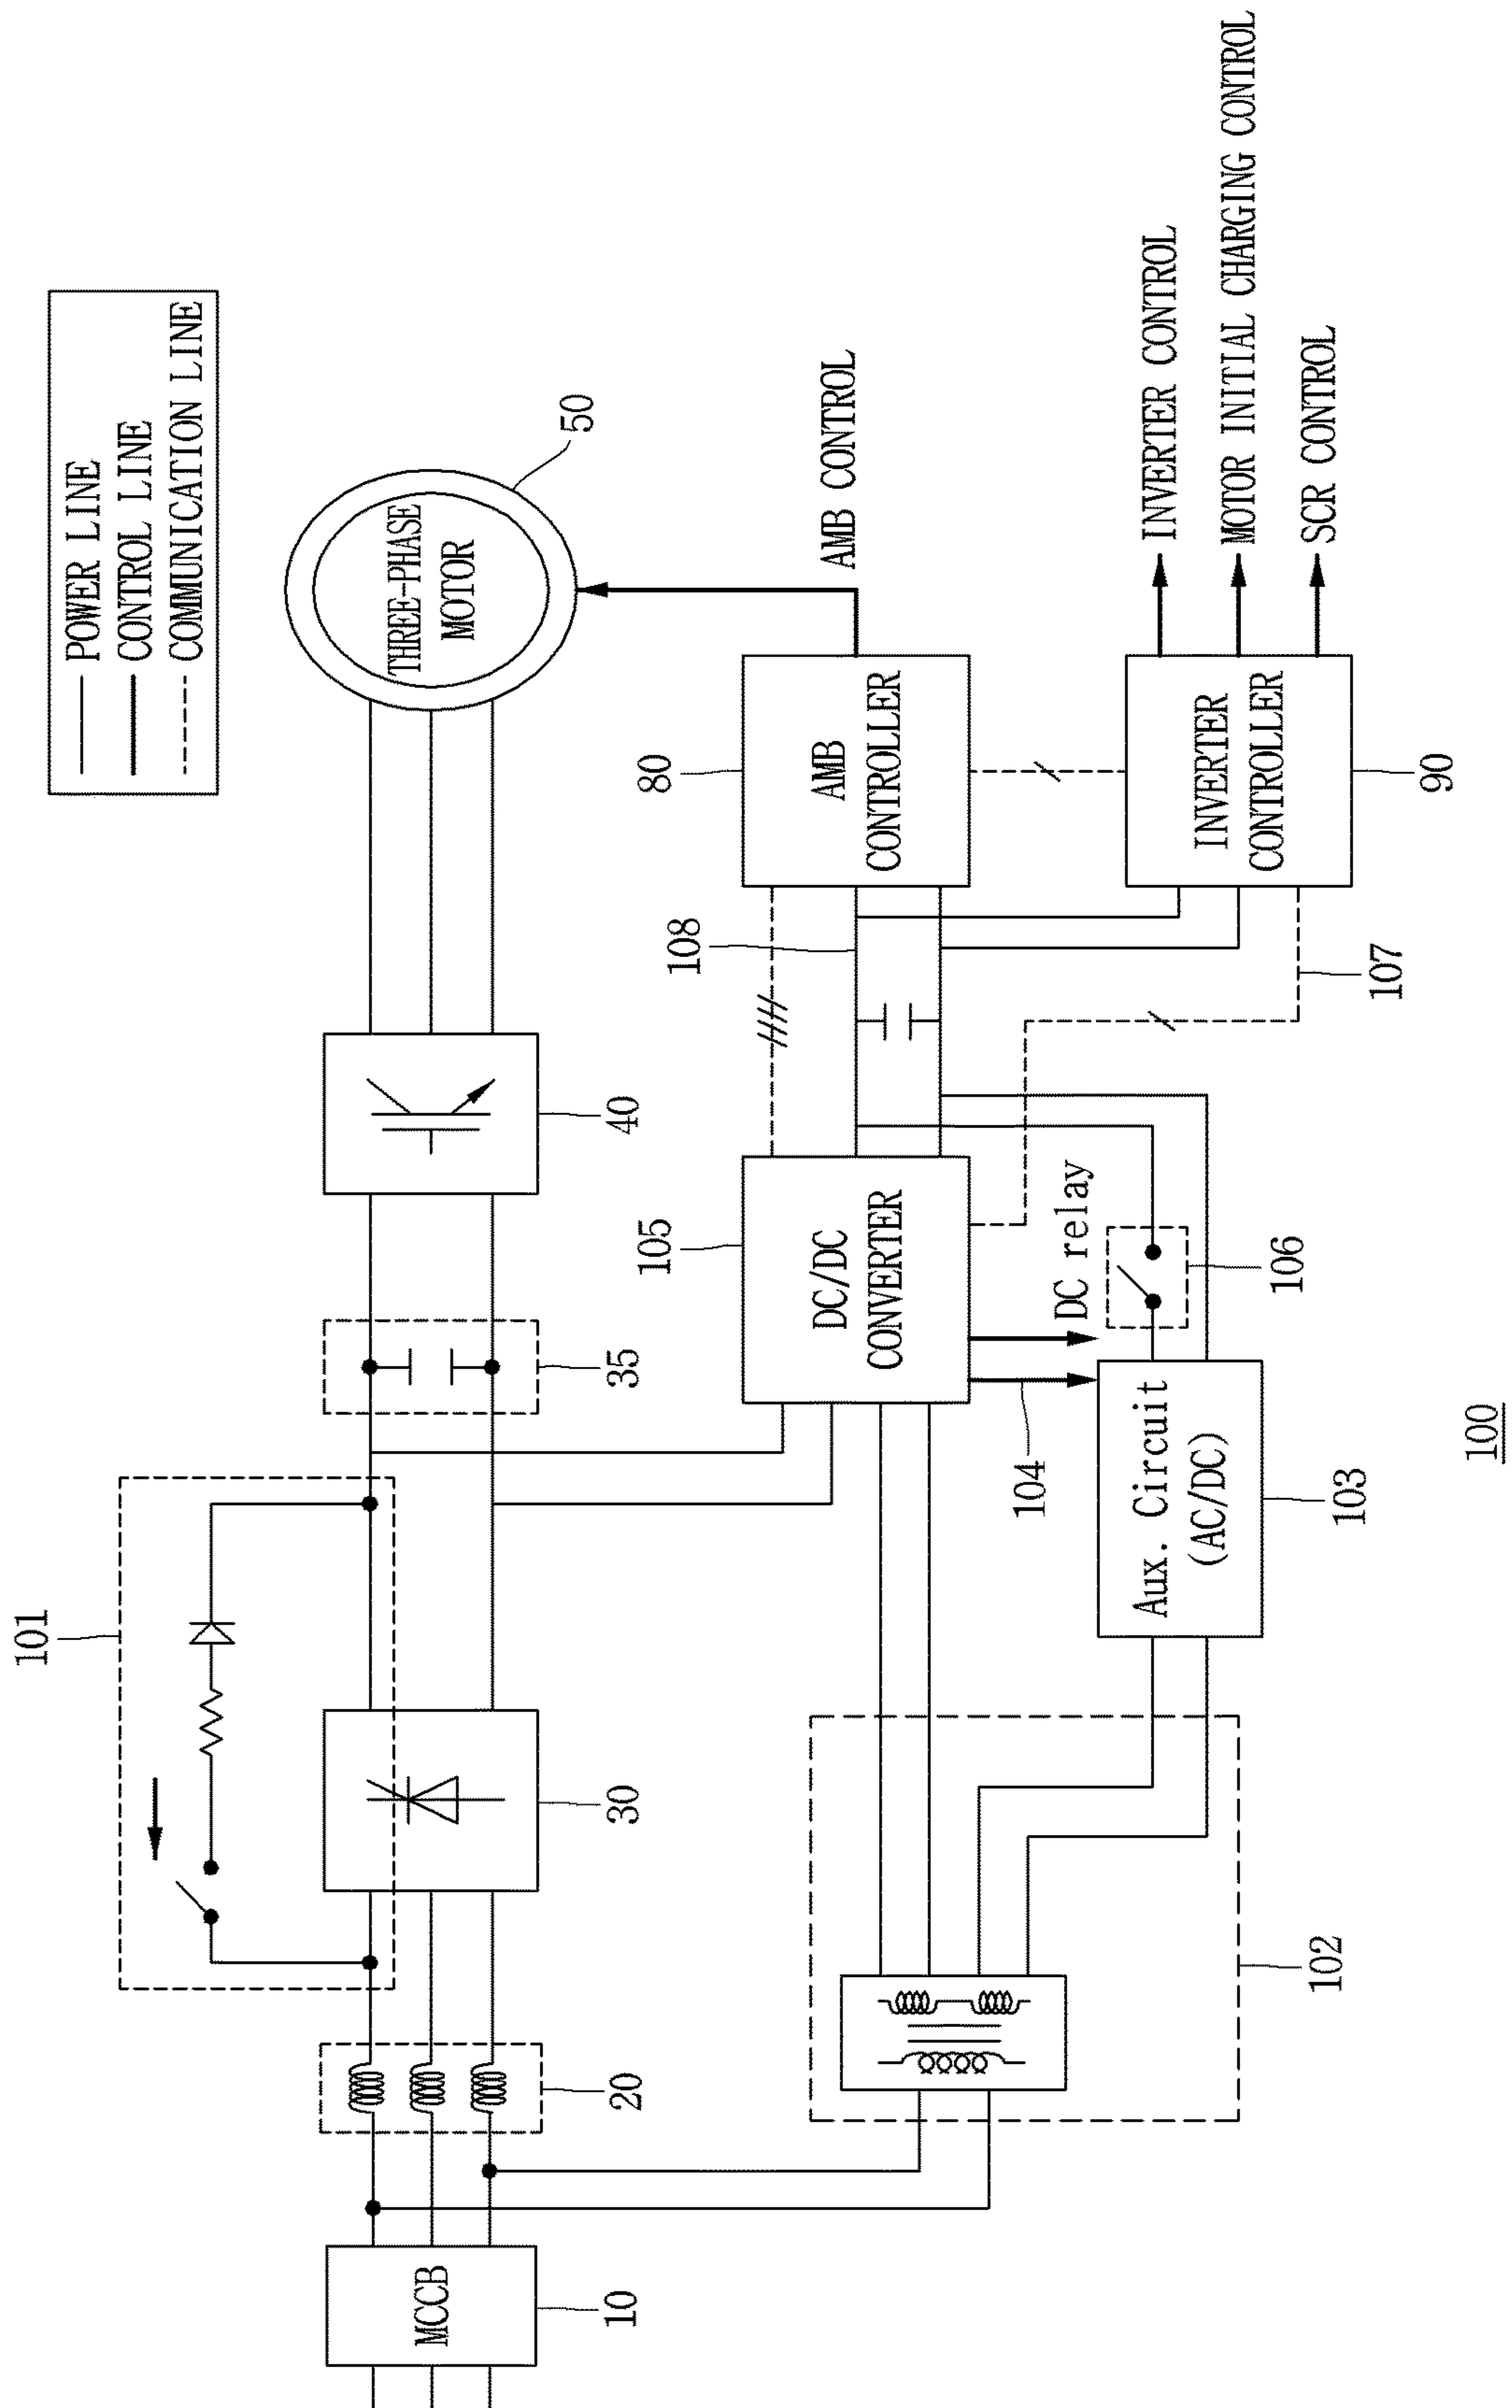 POWER LINE
CONTROL LINE
COMMUNICATION LINE
101
MCCB
10
20
30
35
40
THREE-PHASE
MOTOR
50
102
105
DC/DC
CONVERTER
108
80
AMB
CONTROLLER
AMB CONTROL
104
DC relay
Aux. Circuit
(AC/DC)
103
106
107
INVERTER
CONTROLLER
90
INVERTER CONTROL
MOTOR INITIAL CHARGING CONTROL
SCR CONTROL
100